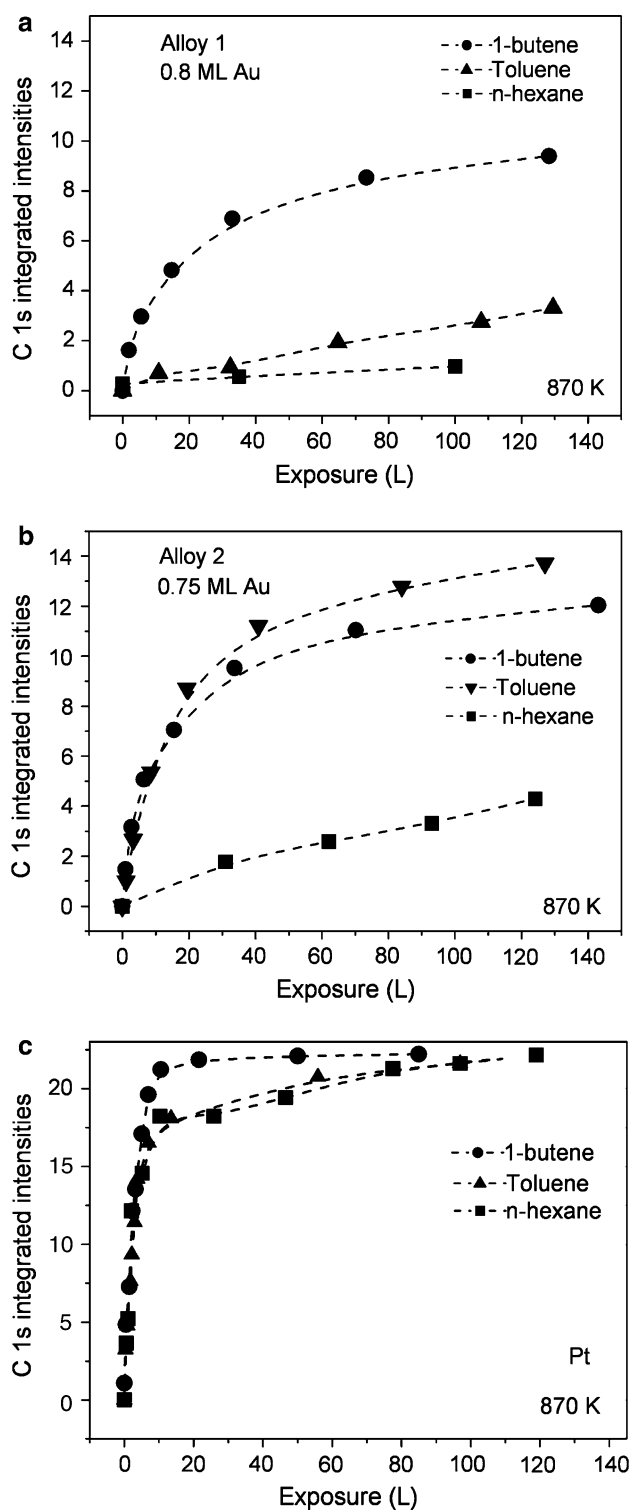 a
Alloy 1
0.8 ML Au
1-butene
Toluene
n-hexane
C 1s integrated intensities
14
12
10
8
6
4
2
0
870 K
0 20 40 60 80 100 120 140
Exposure (L)
b
Alloy 2
0.75 ML Au
1-butene
Toluene
n-hexane
C 1s integrated intensities
14
12
10
8
6
4
2
0
870 K
0 20 40 60 80 100 120 140
Exposure (L)
c
1-butene
Toluene
n-hexane
C 1s integrated intensities
20
15
10
5
0
Pt
870 K
0 20 40 60 80 100 120 140
Exposure (L)